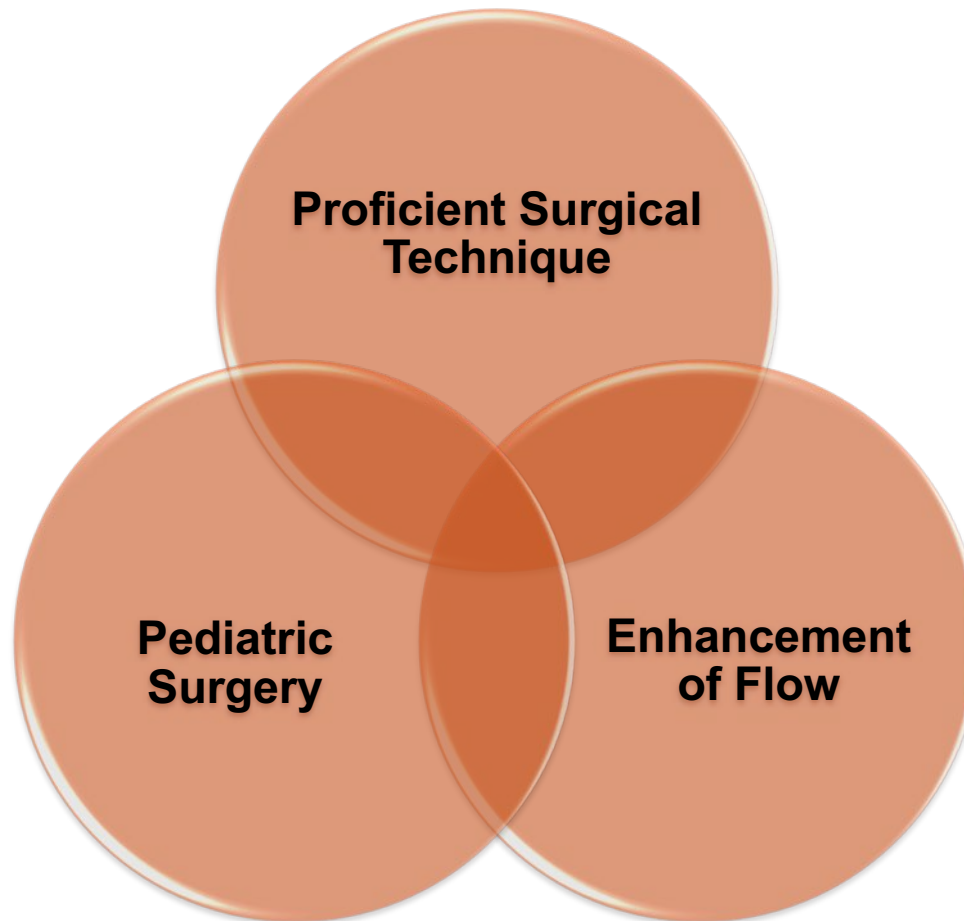 Proficient Surgical
Technique
Pediatric
Surgery
Enhancement
of Flow